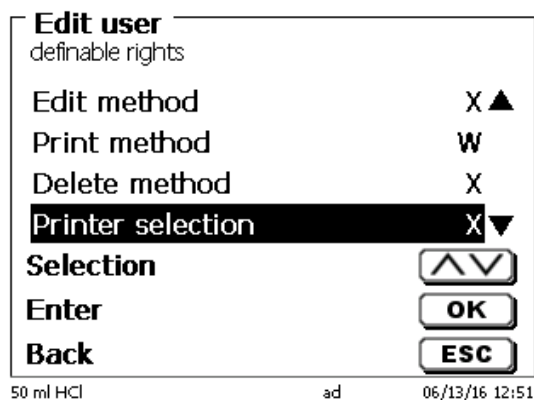 Edit user
definable rights
Edit method X
Print method W
Delete method X
Printer selection X
Selection
Enter OK
Back ESC
50 ml HCl ad 06/13/16 12:51